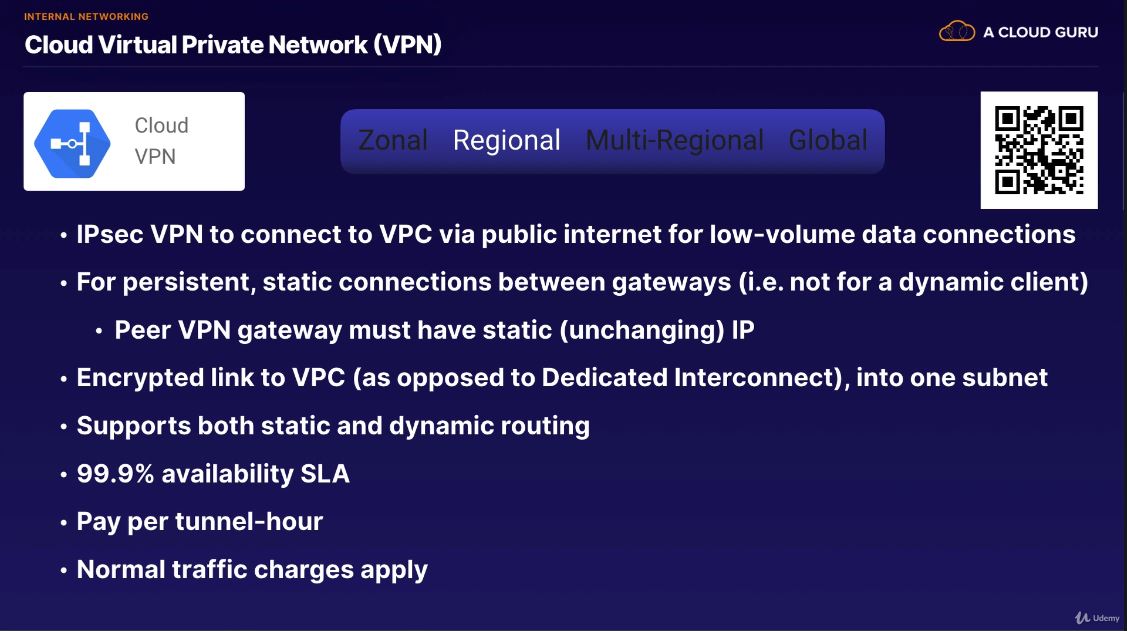 INTERNAL NETWORKING
Cloud Virtual Private Network (VPN)
A CLOUD GURU
Cloud
VPN
Zonal Regional Multi-Regional Global
• IPsec VPN to connect to VPC via public internet for low-volume data connections
• For persistent, static connections between gateways (i.e. not for a dynamic client)
• Peer VPN gateway must have static (unchanging) IP
• Encrypted link to VPC (as opposed to Dedicated Interconnect), into one subnet
• Supports both static and dynamic routing
• 99.9% availability SLA
• Pay per tunnel-hour
• Normal traffic charges apply
Udemy